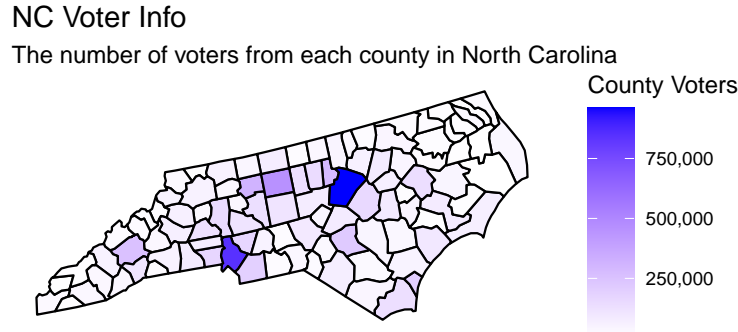 NC Voter Info
The number of voters from each county in North Carolina
County Voters
750,000
500,000
250,000